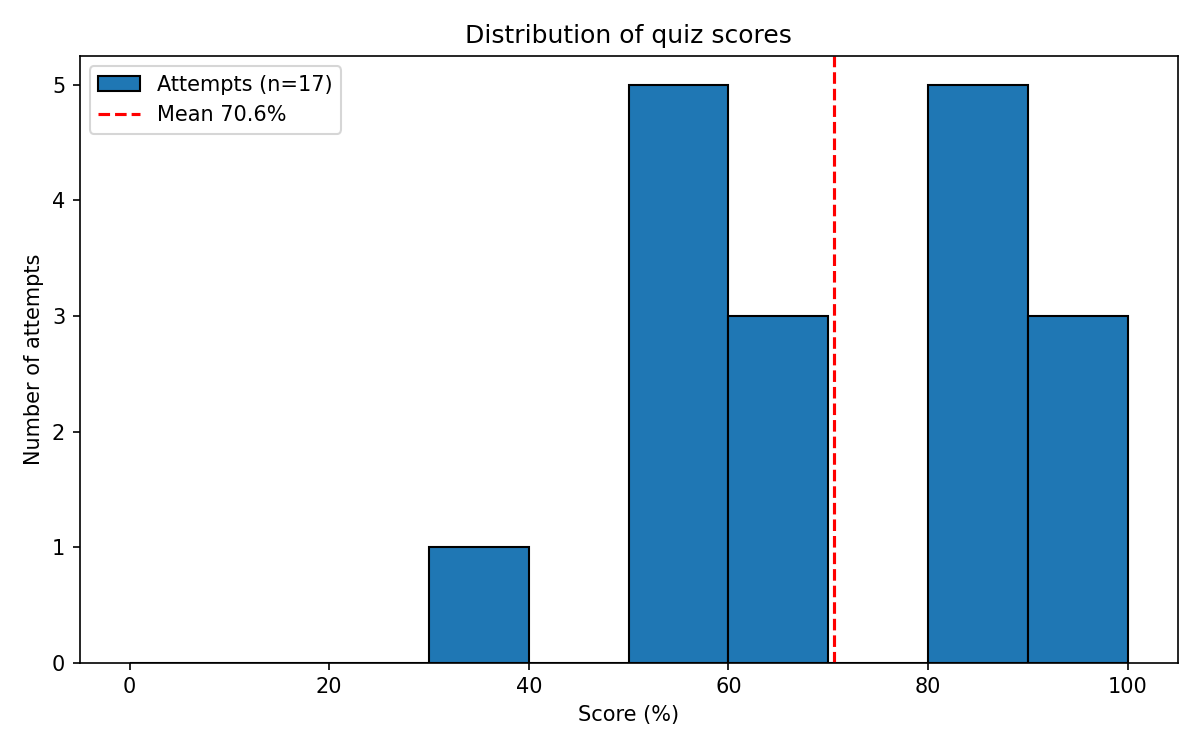 Distribution of quiz scores
Attempts (n=17)
Mean 70.6%
Number of attempts
5
4
3
2
1
0
0 20 40 60 80 100
Score (%)